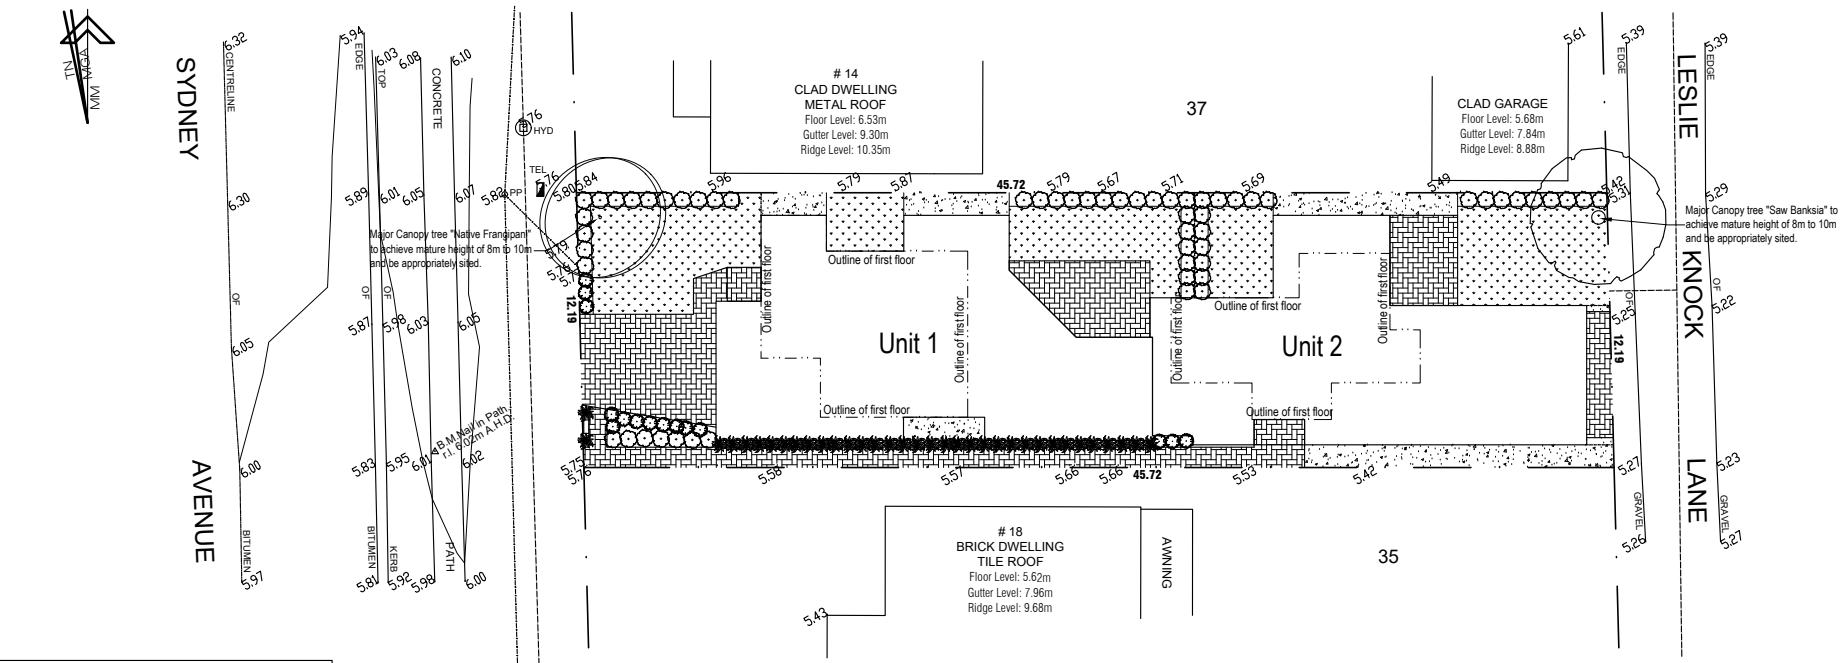 TN
MGA
MM
SYDNEY
AVENUE
6.32
CENTRELINE
6.30
OF
6.05
6.00
BITUMEN
5.97
5.94
EDGE
5.89
OF
5.87
5.83
BITUMEN
5.81
6.03
TOP
6.01
OF
5.98
5.95
KERB
5.92
6.08
CONCRETE
6.05
6.03
6.01
5.98
6.10
6.07
6.05
6.02
PATH
6.00
B.M.Nail in Path
r.l. 6.02m A.H.D.
5.76
HYD
TEL
5.76
PP
5.82
5.80
5.84
5.96
5.79
5.87
45.72
5.79
5.67
5.71
5.69
5.49
5.42
5.31
Major Canopy tree "Native Frangipani"
to achieve mature height of 8m to 10m
and be appropriately sited.
5.79
5.76
12.19
# 14
CLAD DWELLING
METAL ROOF
Floor Level: 6.53m
Gutter Level: 9.30m
Ridge Level: 10.35m
37
CLAD GARAGE
Floor Level: 5.68m
Gutter Level: 7.84m
Ridge Level: 8.88m
5.61
Outline of first floor
Outline of first floor
Outline of first floor
Outline of first floor
Unit 1
Outline of first floor
Outline of first floor
Outline of first floor
Outline of first floor
Unit 2
12.19
5.75
5.76
5.58
5.57
5.66
5.66
45.72
5.53
5.42
# 18
BRICK DWELLING
TILE ROOF
Floor Level: 5.62m
Gutter Level: 7.96m
Ridge Level: 9.68m
AWNING
5.43
35
5.39
EDGE
OF
5.25
5.27
GRAVEL
5.26
LESLIE
KNOCK
LANE
5.39
EDGE
5.29
OF
5.22
5.23
GRAVEL
5.27
Major Canopy tree "Saw Banksia" to
achieve mature height of 8m to 10m
and be appropriately sited.